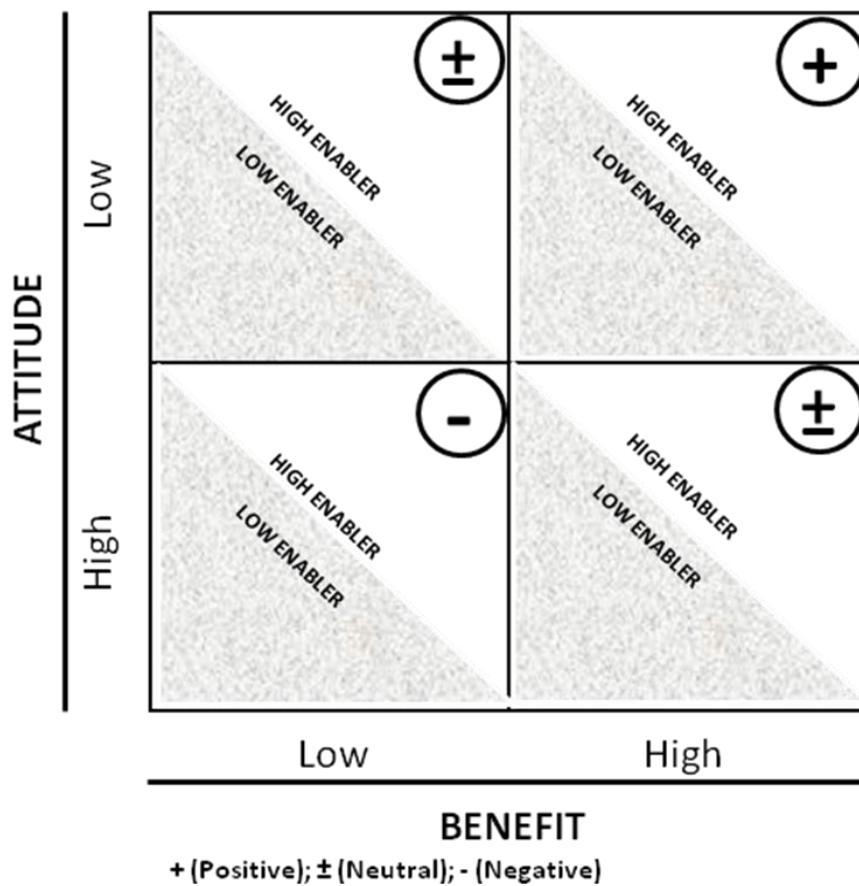 ±
+
HIGH ENABLER
LOW ENABLER
HIGH ENABLER
LOW ENABLER
Low
ATTITUDE
-
±
HIGH ENABLER
LOW ENABLER
HIGH ENABLER
LOW ENABLER
High
Low
High
BENEFIT
+ (Positive); ± (Neutral); - (Negative)